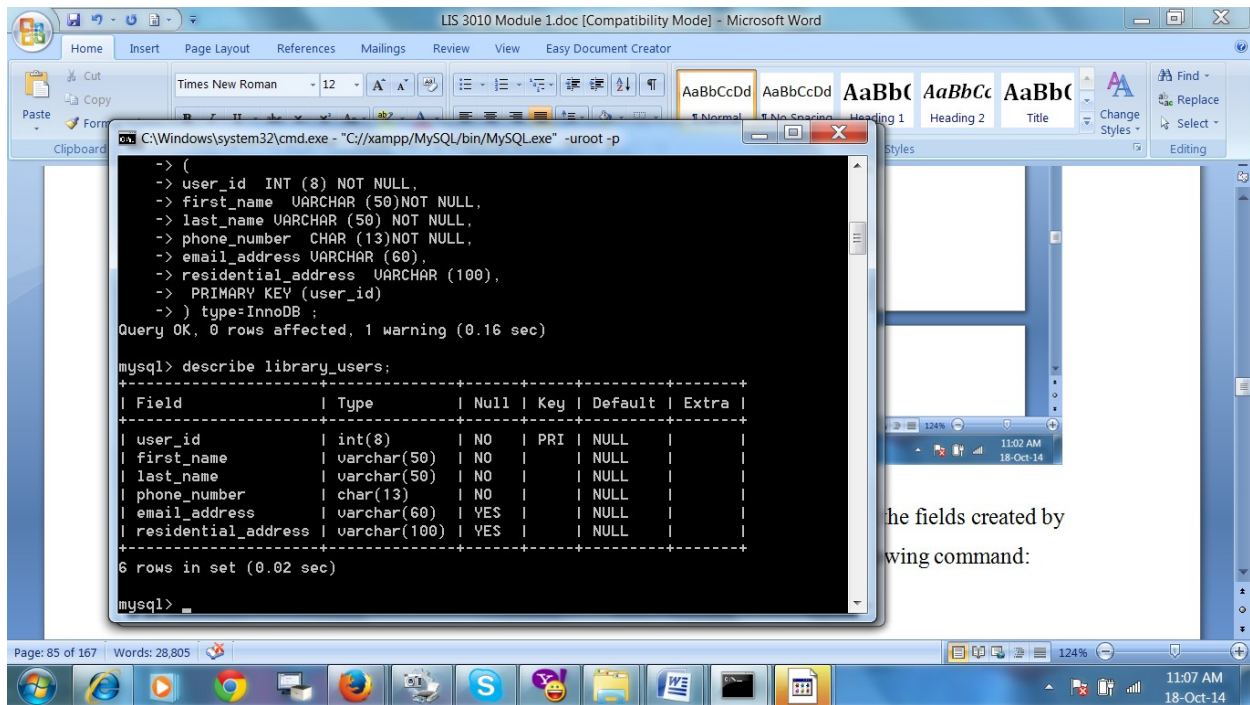 LIS 3010 Module 1.doc [Compatibility Mode] - Microsoft Word
Home Insert Page Layout References Mailings Review View Easy Document Creator
Cut
Copy
Paste
Form
Clipboard
Times New Roman 12
AaBbCcDd AaBbCcDd AaBb( AaBbCc AaBb(
¶ Normal ¶ No Spacing Heading 1 Heading 2 Title
Change
Styles
Styles
Find
Replace
Select
Editing
C:\Windows\system32\cmd.exe - "C://xampp/MySQL/bin/MySQL.exe" -uroot -p
-> (
-> user_id  INT (8) NOT NULL,
-> first_name  VARCHAR (50)NOT NULL,
-> last_name VARCHAR (50) NOT NULL,
-> phone_number  CHAR (13)NOT NULL,
-> email_address VARCHAR (60),
-> residential_address  VARCHAR (100),
->  PRIMARY KEY (user_id)
-> ) type=InnoDB ;
Query OK, 0 rows affected, 1 warning (0.16 sec)
mysql> describe library_users;
+---------------------+--------------+------+-----+---------+-------+
| Field               | Type         | Null | Key | Default | Extra |
+---------------------+--------------+------+-----+---------+-------+
| user_id             | int(8)       | NO   | PRI | NULL    |       |
| first_name          | varchar(50)  | NO   |     | NULL    |       |
| last_name           | varchar(50)  | NO   |     | NULL    |       |
| phone_number        | char(13)     | NO   |     | NULL    |       |
| email_address       | varchar(60)  | YES  |     | NULL    |       |
| residential_address | varchar(100) | YES  |     | NULL    |       |
+---------------------+--------------+------+-----+---------+-------+
6 rows in set (0.02 sec)
mysql> _
124%
11:02 AM
18-Oct-14
the fields created by
wing command:
Page: 85 of 167 Words: 28,805 124%
11:07 AM
18-Oct-14